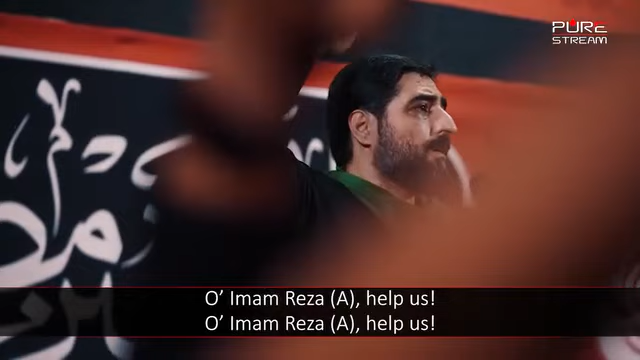 PURE
STREAM
O’ Imam Reza (A), help us!
O’ Imam Reza (A), help us!